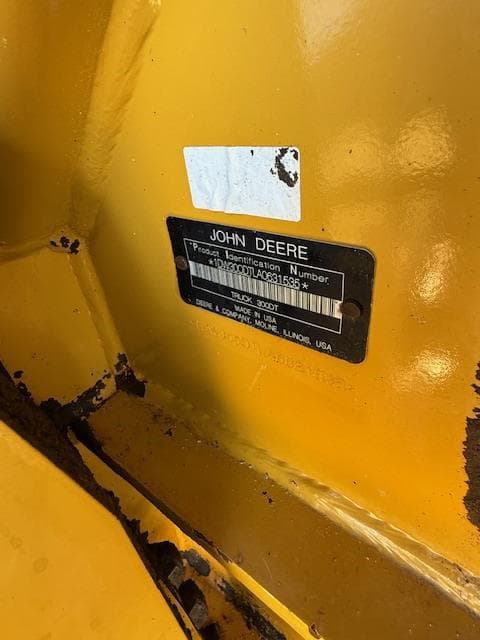 JOHN DEERE
*Product Identification Number
*1DW300DTLA0631535*
TRUCK 300DT
MADE IN USA
DEERE & COMPANY, MOLINE, ILLINOIS, USA